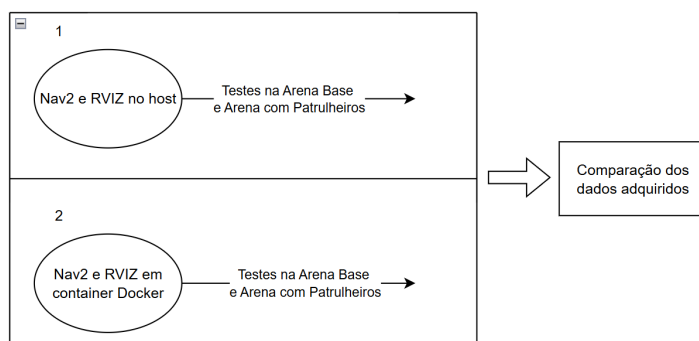 1
Nav2 e RVIZ no host
Testes na Arena Base
e Arena com Patrulheiros
2
Nav2 e RVIZ em
container Docker
Testes na Arena Base
e Arena com Patrulheiros
Comparação dos
dados adquiridos